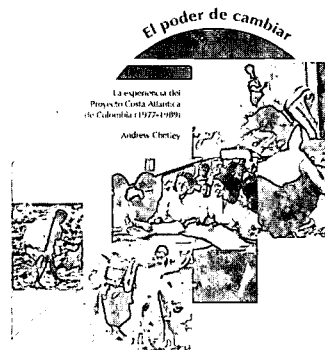 El poder de cambiar
La experiencia del
Proyecto Costa Atlántica
de Colombia (1977-1989)
Andrew Chetley